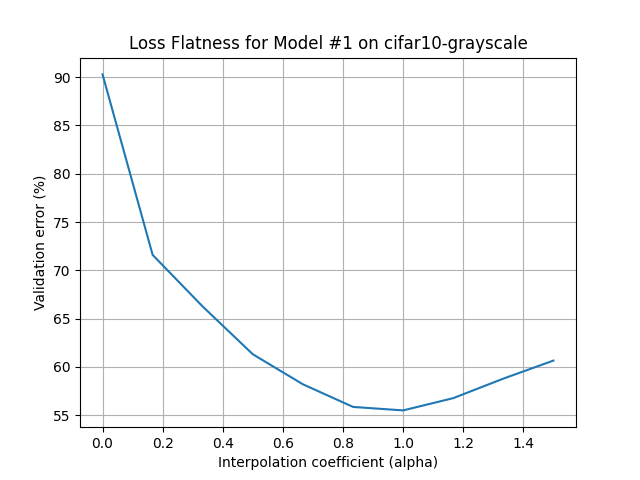 Loss Flatness for Model #1 on cifar10-grayscale
90
85
80
75
70
65
60
55
Validation error (%)
0.0 0.2 0.4 0.6 0.8 1.0 1.2 1.4
Interpolation coefficient (alpha)